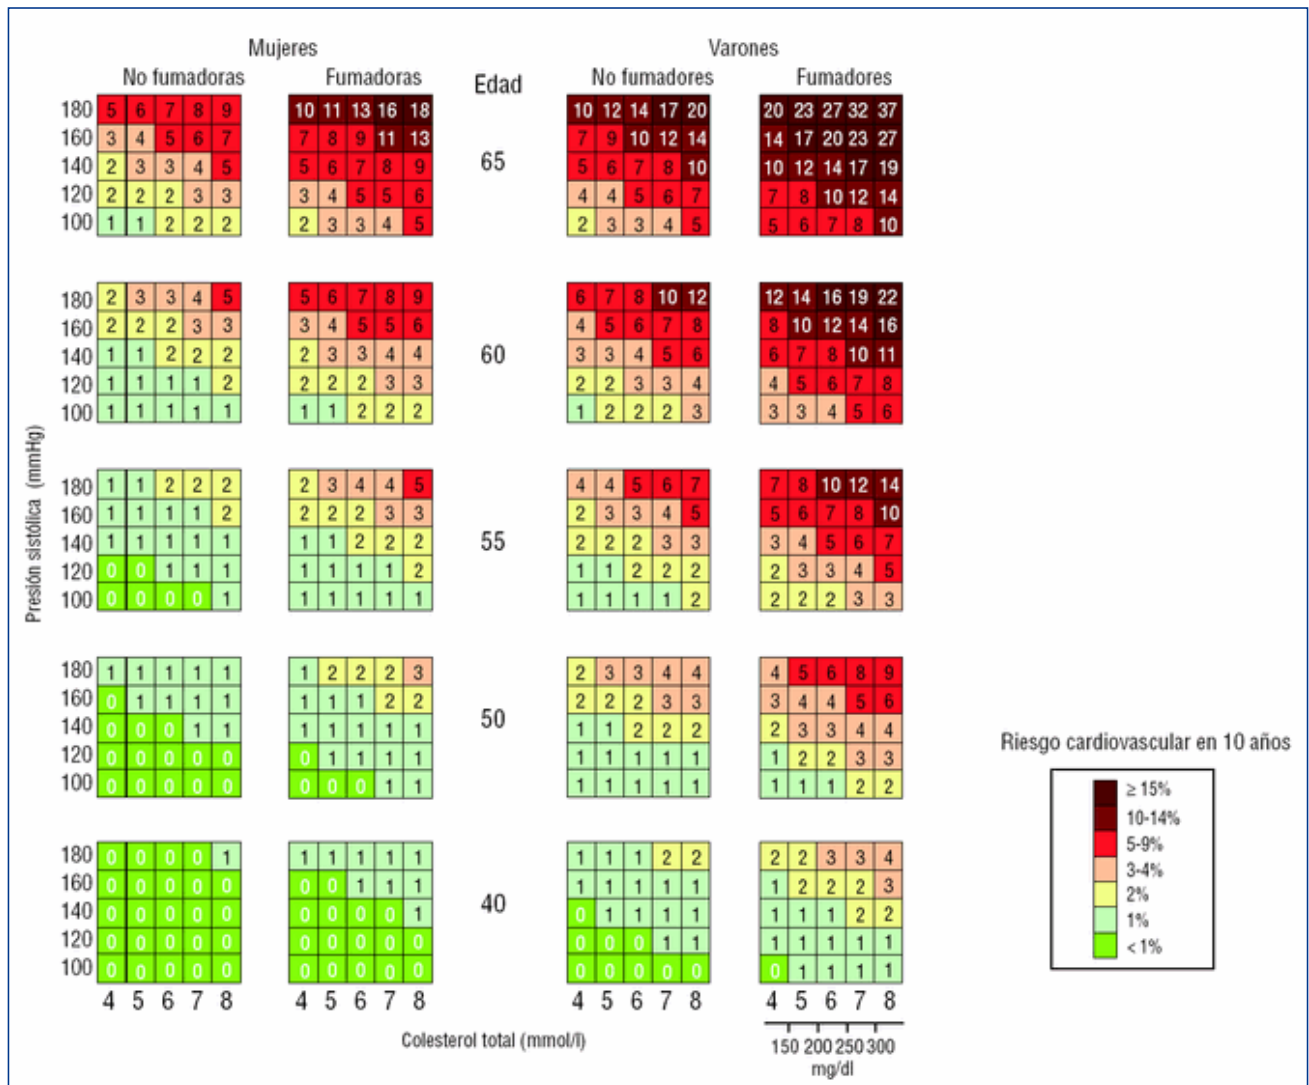 Mujeres Varones
No fumadoras Fumadoras Edad No fumadores Fumadores
180 5 6 7 8 9 10 11 13 16 18 10 12 14 17 20 20 23 27 32 37
160 3 4 5 6 7 7 8 9 11 13 7 9 10 12 14 14 17 20 23 27
65
140 2 3 3 4 5 5 6 7 8 9 5 6 7 8 10 10 12 14 17 19
120 2 2 2 3 3 3 4 5 5 6 4 4 5 6 7 7 8 10 12 14
100 1 1 2 2 2 2 3 3 4 5 2 3 3 4 5 5 6 7 8 10
180 2 3 3 4 5 5 6 7 8 9 6 7 8 10 12 12 14 16 19 22
160 2 2 2 3 3 3 4 5 5 6 4 5 6 7 8 8 10 12 14 16
140 1 1 2 2 2 2 3 3 4 4 60 3 3 4 5 6 6 7 8 10 11
120 1 1 1 1 2 2 2 2 3 3 2 2 3 3 4 4 5 6 7 8
100 1 1 1 1 1 1 1 2 2 2 1 2 2 2 3 3 3 4 5 6
Presión sistólica (mmHg)
180 1 1 2 2 2 2 3 4 4 5 4 4 5 6 7 7 8 10 12 14
160 1 1 1 1 2 2 2 2 3 3 2 3 3 4 5 5 6 7 8 10
140 1 1 1 1 1 1 1 2 2 2 55 2 2 2 3 3 3 4 5 6 7
120 0 0 1 1 1 1 1 1 1 2 1 1 2 2 2 2 3 3 4 5
100 0 0 0 0 1 1 1 1 1 1 1 1 1 1 2 2 2 2 3 3
180 1 1 1 1 1 1 2 2 2 3 2 3 3 4 4 4 5 6 8 9
160 0 1 1 1 1 1 1 1 2 2 2 2 2 3 3 3 4 4 5 6
140 0 0 0 1 1 1 1 1 1 1 50 1 1 2 2 2 2 3 3 4 4
120 0 0 0 0 0 0 1 1 1 1 1 1 1 1 1 1 2 2 3 3
100 0 0 0 0 0 0 0 0 1 1 1 1 1 1 1 1 1 1 2 2
Riesgo cardiovascular en 10 años
≥ 15%
10-14%
5-9%
3-4%
2%
1%
< 1%
180 0 0 0 0 1 1 1 1 1 1 1 1 1 2 2 2 2 3 3 4
160 0 0 0 0 0 0 0 1 1 1 1 1 1 1 1 1 2 2 2 3
140 0 0 0 0 0 0 0 0 0 1 40 0 1 1 1 1 1 1 1 2 2
120 0 0 0 0 0 0 0 0 0 0 0 0 0 1 1 1 1 1 1 1
100 0 0 0 0 0 0 0 0 0 0 0 0 0 0 0 0 1 1 1 1
4 5 6 7 8 4 5 6 7 8 4 5 6 7 8 4 5 6 7 8
Colesterol total (mmol/l)
150 200 250 300
mg/dl